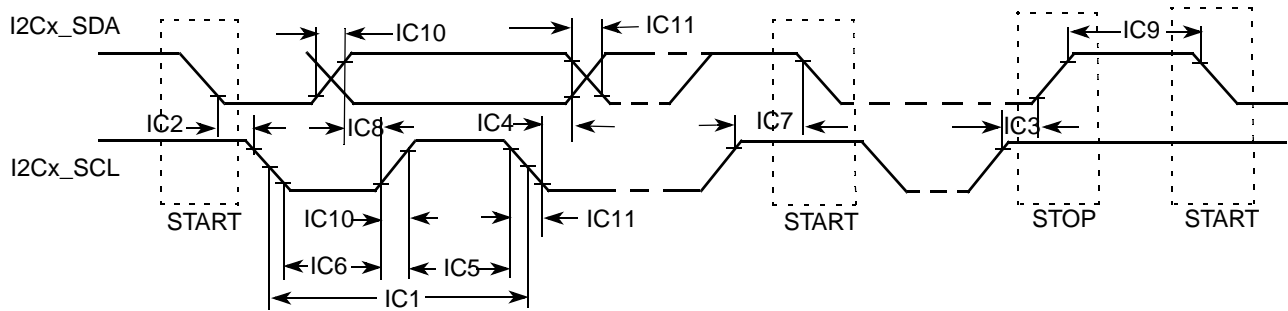 I2Cx_SDA
IC10
IC11
IC9
IC2
IC8
IC4
IC7
IC3
I2Cx_SCL
START
IC10
IC11
START
STOP
START
IC6
IC5
IC1